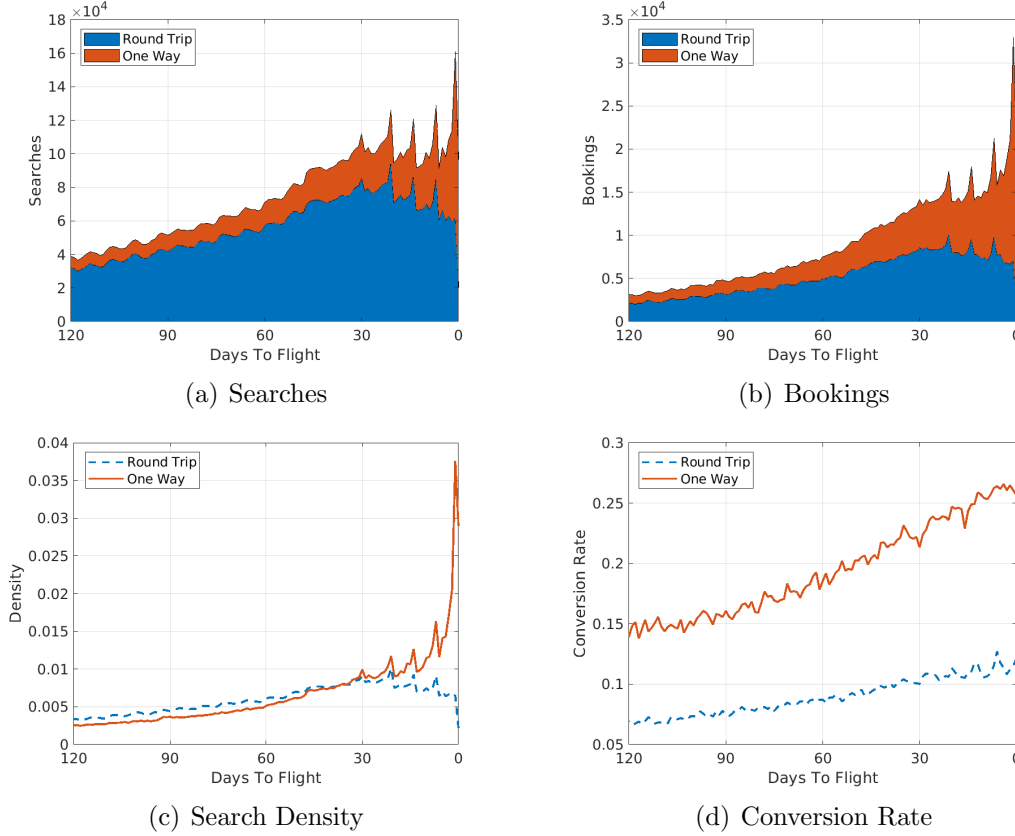 ×10⁴
18
16
14
12
10
8
6
4
2
0
Searches
Round Trip
One Way
120 90 60 30 0
Days To Flight
(a) Searches
×10⁴
3.5
3
2.5
2
1.5
1
0.5
0
Bookings
Round Trip
One Way
120 90 60 30 0
Days To Flight
(b) Bookings
0.04
0.035
0.03
0.025
0.02
0.015
0.01
0.005
0
Density
Round Trip
One Way
120 90 60 30 0
Days To Flight
(c) Search Density
0.3
0.25
0.2
0.15
0.1
0.05
Conversion Rate
Round Trip
One Way
120 90 60 30 0
Days To Flight
(d) Conversion Rate